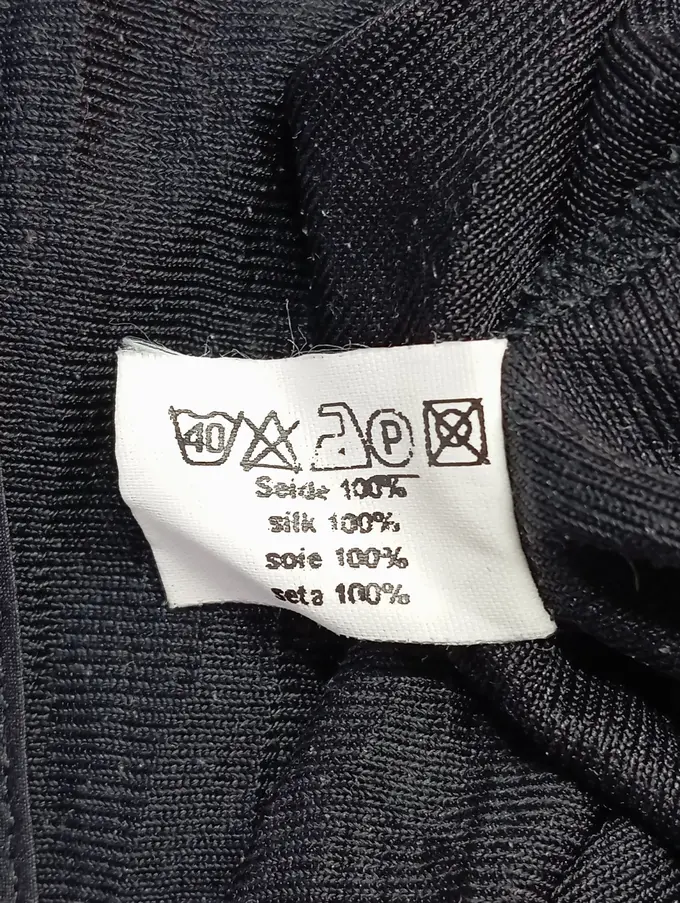 40 P
Seide 100%
silk 100%
soie 100%
seta 100%